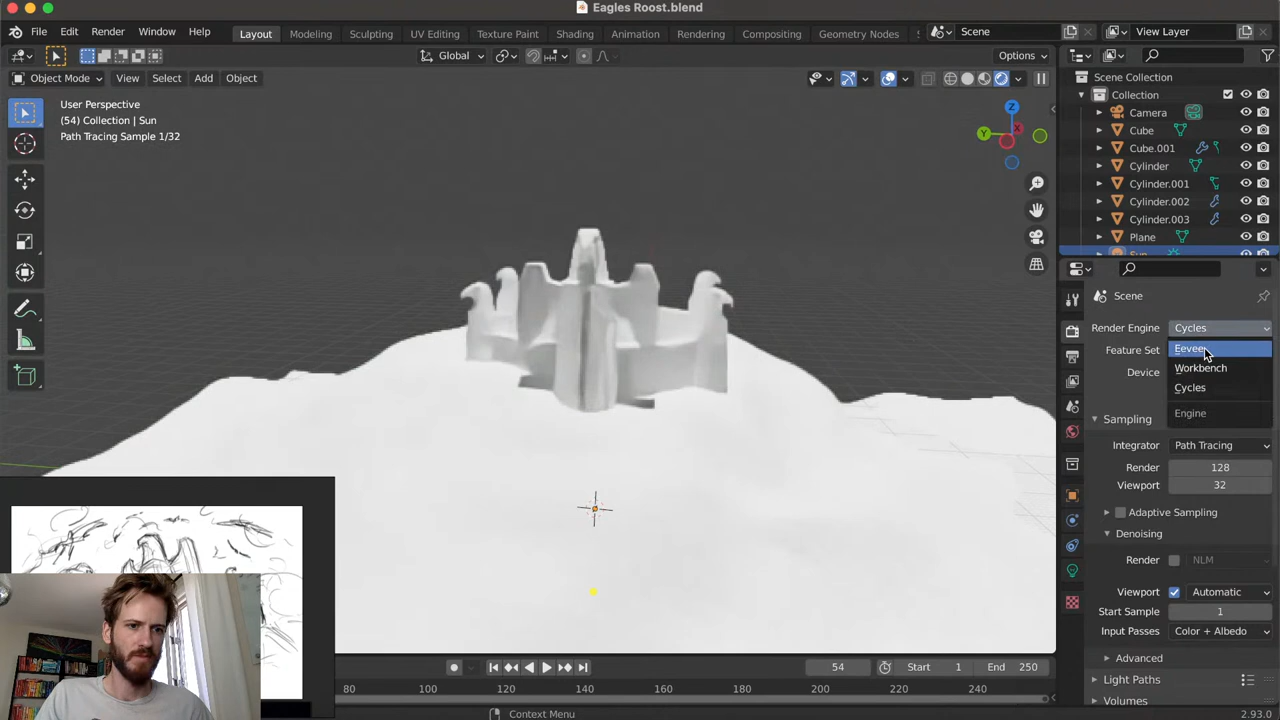 Eagles Roost.blend
File Edit Render Window Help Layout Modeling Sculpting UV Editing Texture Paint Shading Animation Rendering Compositing Geometry Nodes Scene View Layer
Global Options
Object Mode View Select Add Object
User Perspective
(54) Collection | Sun
Path Tracing Sample 1/32
Z
Y
X
Scene Collection
Collection
Camera
Cube
Cube.001
Cylinder
Cylinder.001
Cylinder.002
Cylinder.003
Plane
Sun
Scene
Render Engine Cycles
Feature Set Eevee
Workbench
Device
Cycles
Engine
Sampling
Integrator Path Tracing
Render 128
Viewport 32
Adaptive Sampling
Denoising
Render NLM
Viewport Automatic
Start Sample 1
Input Passes Color + Albedo
Advanced
Light Paths
Volumes
54 Start 1 End 250
80 100 120 140 160 180 200 220 240
Context Menu 2.93.0